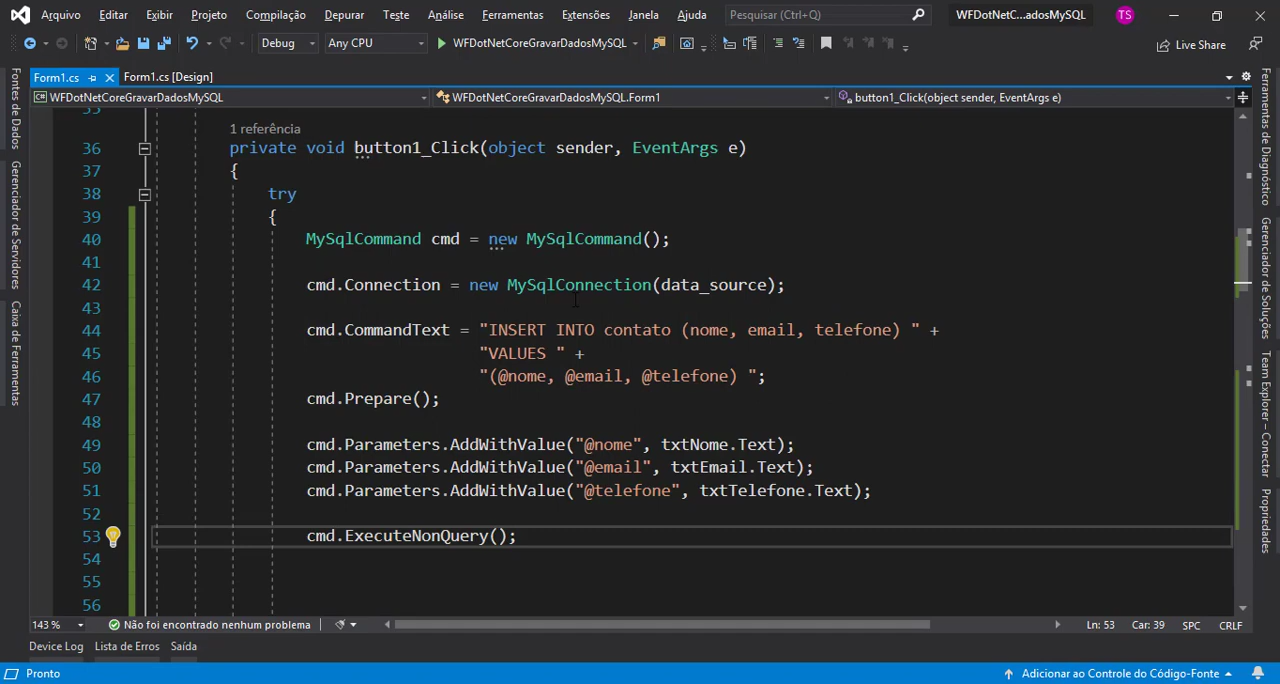 Arquivo Editar Exibir Projeto Compilação Depurar Teste Análise Ferramentas Extensões Janela Ajuda Pesquisar (Ctrl+Q) WFDotNetC...adosMySQL TS
Debug Any CPU WFDotNetCoreGravarDadosMySQL Live Share
Form1.cs Form1.cs [Design]
WFDotNetCoreGravarDadosMySQL WFDotNetCoreGravarDadosMySQL.Form1 button1_Click(object sender, EventArgs e)
Fontes de Dados
Gerenciador de Servidores
Caixa de Ferramentas
35
1 referência
36 private void button1_Click(object sender, EventArgs e)
37 {
38 try
39 {
40 MySqlCommand cmd = new MySqlCommand();
41
42 cmd.Connection = new MySqlConnection(data_source);
43
44 cmd.CommandText = "INSERT INTO contato (nome, email, telefone) " +
45 "VALUES " +
46 "(@nome, @email, @telefone) ";
47 cmd.Prepare();
48
49 cmd.Parameters.AddWithValue("@nome", txtNome.Text);
50 cmd.Parameters.AddWithValue("@email", txtEmail.Text);
51 cmd.Parameters.AddWithValue("@telefone", txtTelefone.Text);
52
53 cmd.ExecuteNonQuery();
54
55
56
Ferramentas de Diagnóstico
Gerenciador de Soluções
Team Explorer – Conectar
Propriedades
143 % Não foi encontrado nenhum problema Ln: 53 Car: 39 SPC CRLF
Device Log Lista de Erros Saída
Pronto Adicionar ao Controle do Código-Fonte